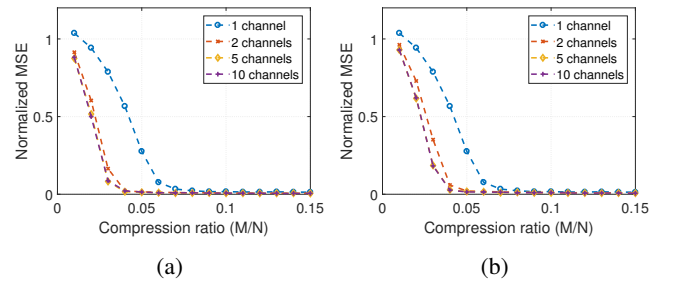 Normalized MSE
1
0.5
0
0
0.05
0.1
0.15
Compression ratio (M/N)
1 channel
2 channels
5 channels
10 channels
(a)
Normalized MSE
1
0.5
0
0
0.05
0.1
0.15
Compression ratio (M/N)
1 channel
2 channels
5 channels
10 channels
(b)